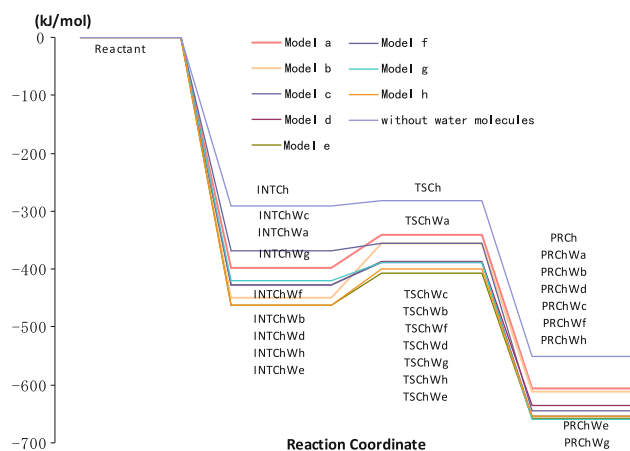 (kJ/mol)
0
-100
-200
-300
-400
-500
-600
-700
Reactant
Model a
Model b
Model c
Model d
Model e
Model f
Model g
Model h
without water molecules
INTCh
INTChWc
INTChWa
INTChWg
INTChWf
INTChWb
INTChWd
INTChWh
INTChWe
TSCh
TSChWa
TSChWc
TSChWb
TSChWf
TSChWd
TSChWg
TSChWh
TSChWe
PRCh
PRChWa
PRChWb
PRChWd
PRChWc
PRChWf
PRChWh
PRChWe
PRChWg
Reaction Coordinate